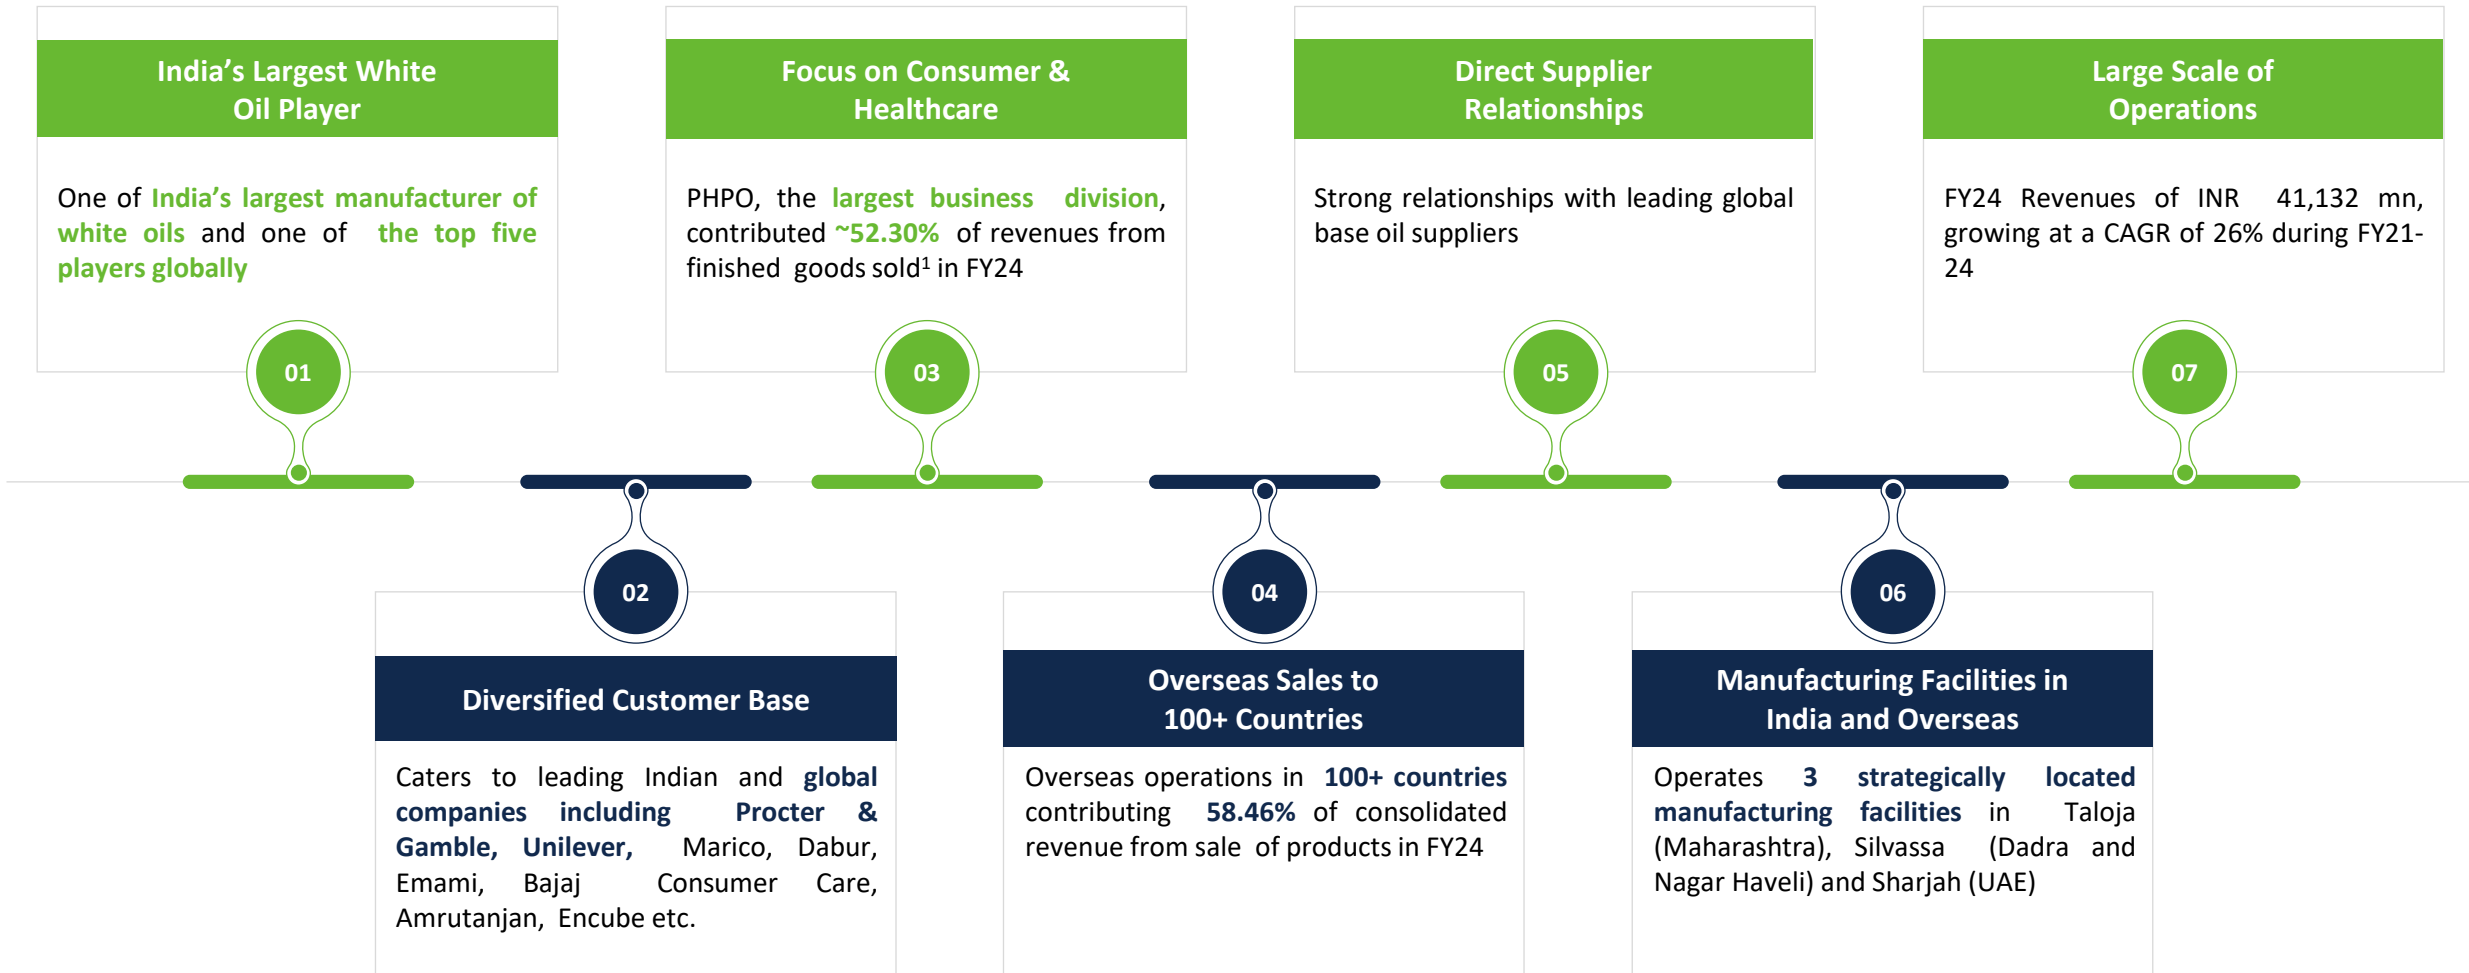 India’s Largest White
Oil Player
One of India’s largest manufacturer of
white oils and one of the top five
players globally
01
Diversified Customer Base
Caters to leading Indian and global
companies including Procter &
Gamble, Unilever, Marico, Dabur,
Emami, Bajaj Consumer Care,
Amrutanjan, Encube etc.
02
Focus on Consumer &
Healthcare
PHPO, the largest business division,
contributed ~52.30% of revenues from
finished goods sold¹ in FY24
03
Overseas Sales to
100+ Countries
Overseas operations in 100+ countries
contributing 58.46% of consolidated
revenue from sale of products in FY24
04
Direct Supplier
Relationships
Strong relationships with leading global
base oil suppliers
05
Manufacturing Facilities in
India and Overseas
Operates 3 strategically located
manufacturing facilities in Taloja
(Maharashtra), Silvassa (Dadra and
Nagar Haveli) and Sharjah (UAE)
06
Large Scale of
Operations
FY24 Revenues of INR 41,132 mn,
growing at a CAGR of 26% during FY21-
24
07